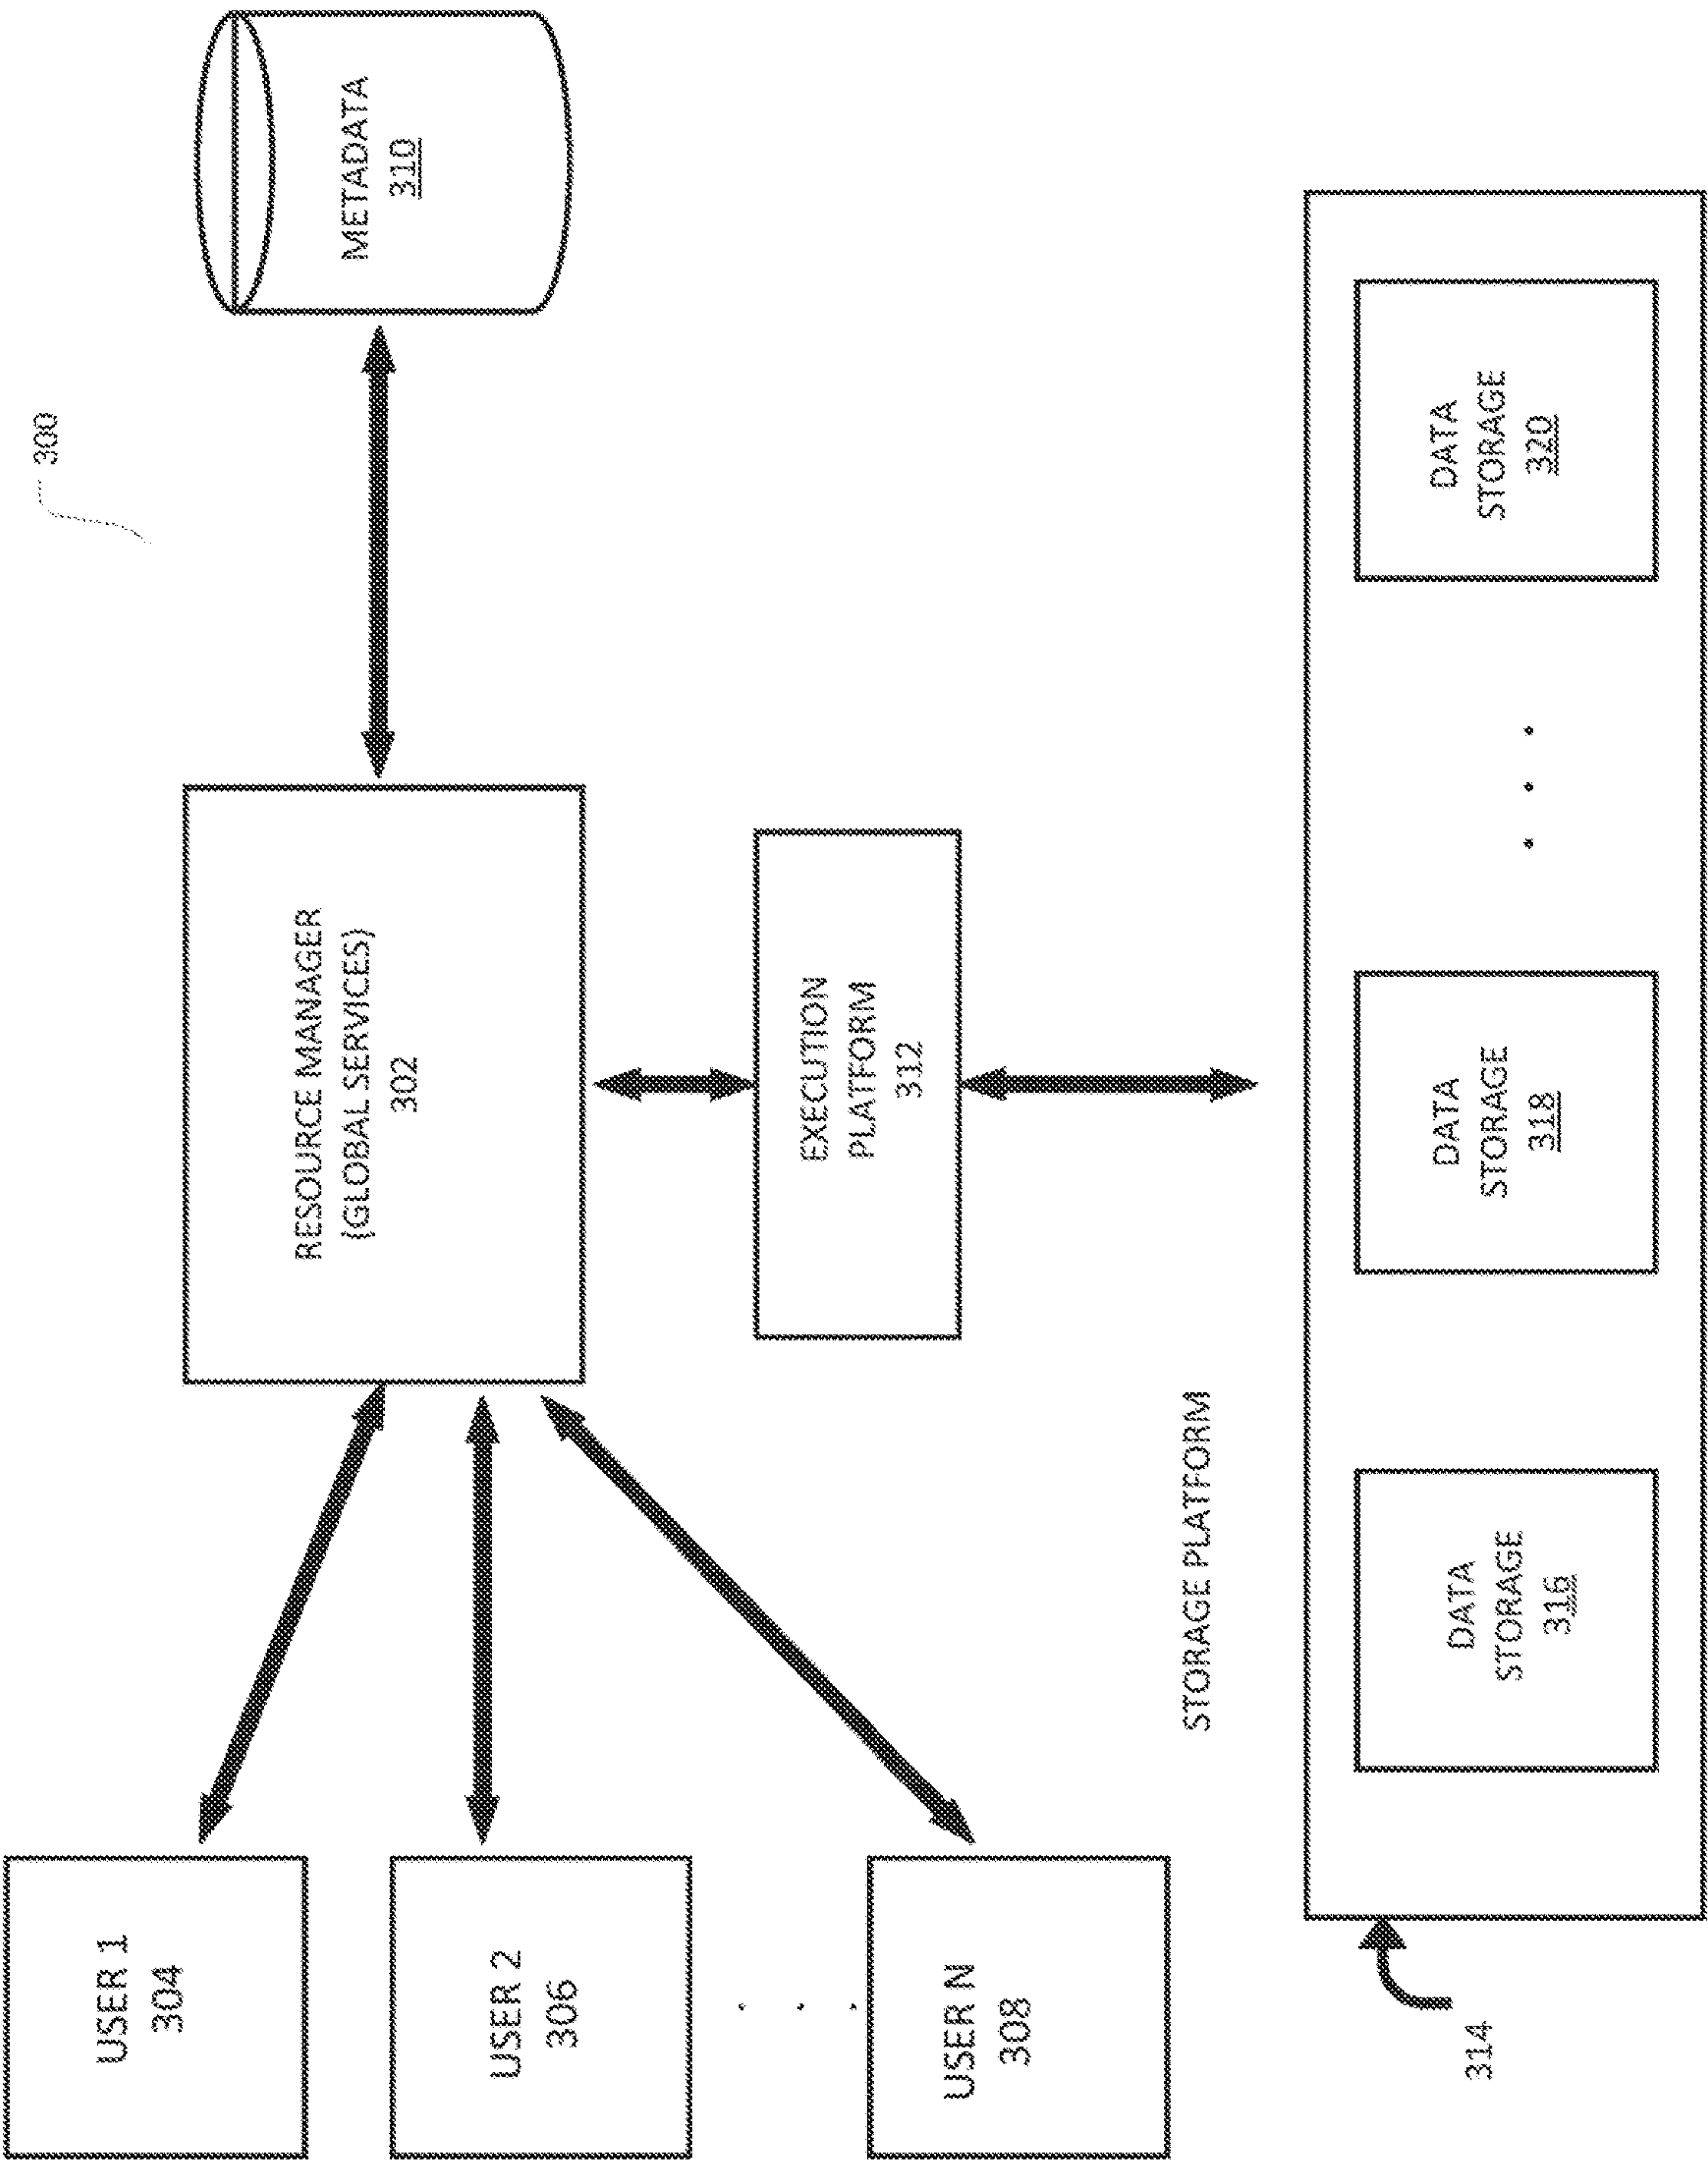 300
USER 1
304
USER 2
306
. . .
USER N
308
RESOURCE MANAGER
(GLOBAL SERVICES)
302
METADATA
310
EXECUTION
PLATFORM
312
STORAGE PLATFORM
314
DATA
STORAGE
316
DATA
STORAGE
318
. . .
DATA
STORAGE
320